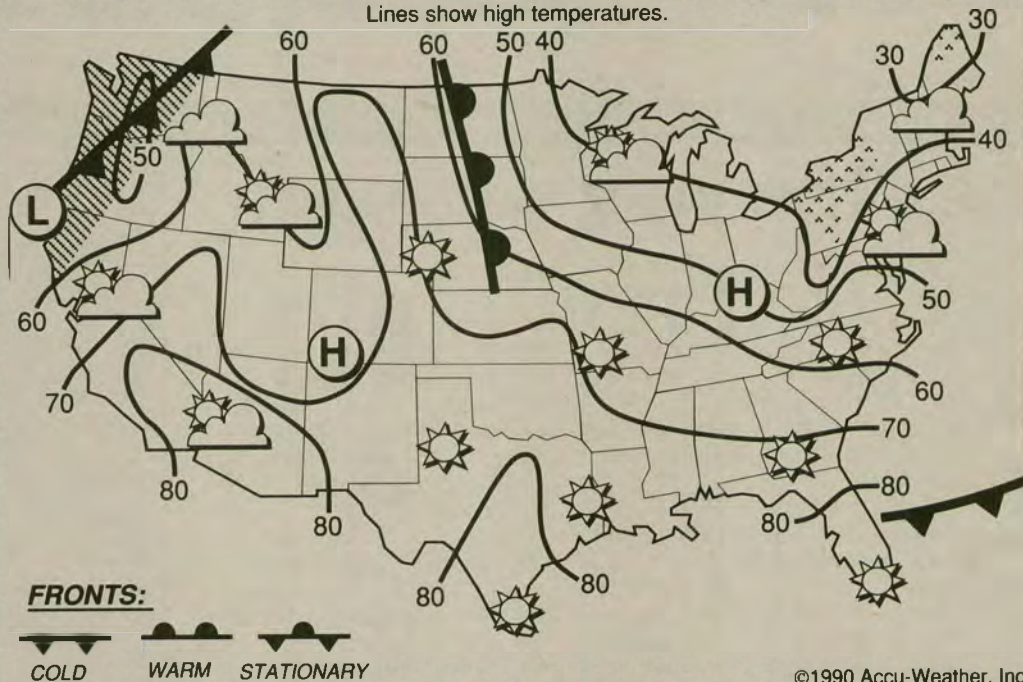 Lines show high temperatures.
30
60 60 50 40
30
50
40
L
H
50
60
H
70
60
70
80
80
80
80
80 80
FRONTS:
COLD WARM STATIONARY
©1990 Accu-Weather, Inc